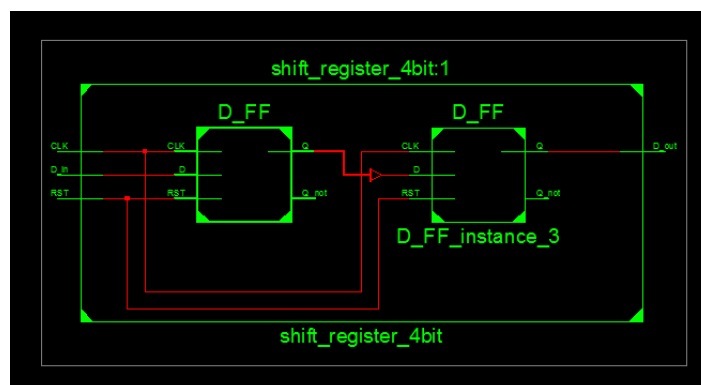 shift_register_4bit:1
D_FF
D_FF
CLK
CLK
Q
CLK
Q
D_out
D_in
D
D
RST
RST
Q_not
RST
Q_not
D_FF_instance_3
shift_register_4bit